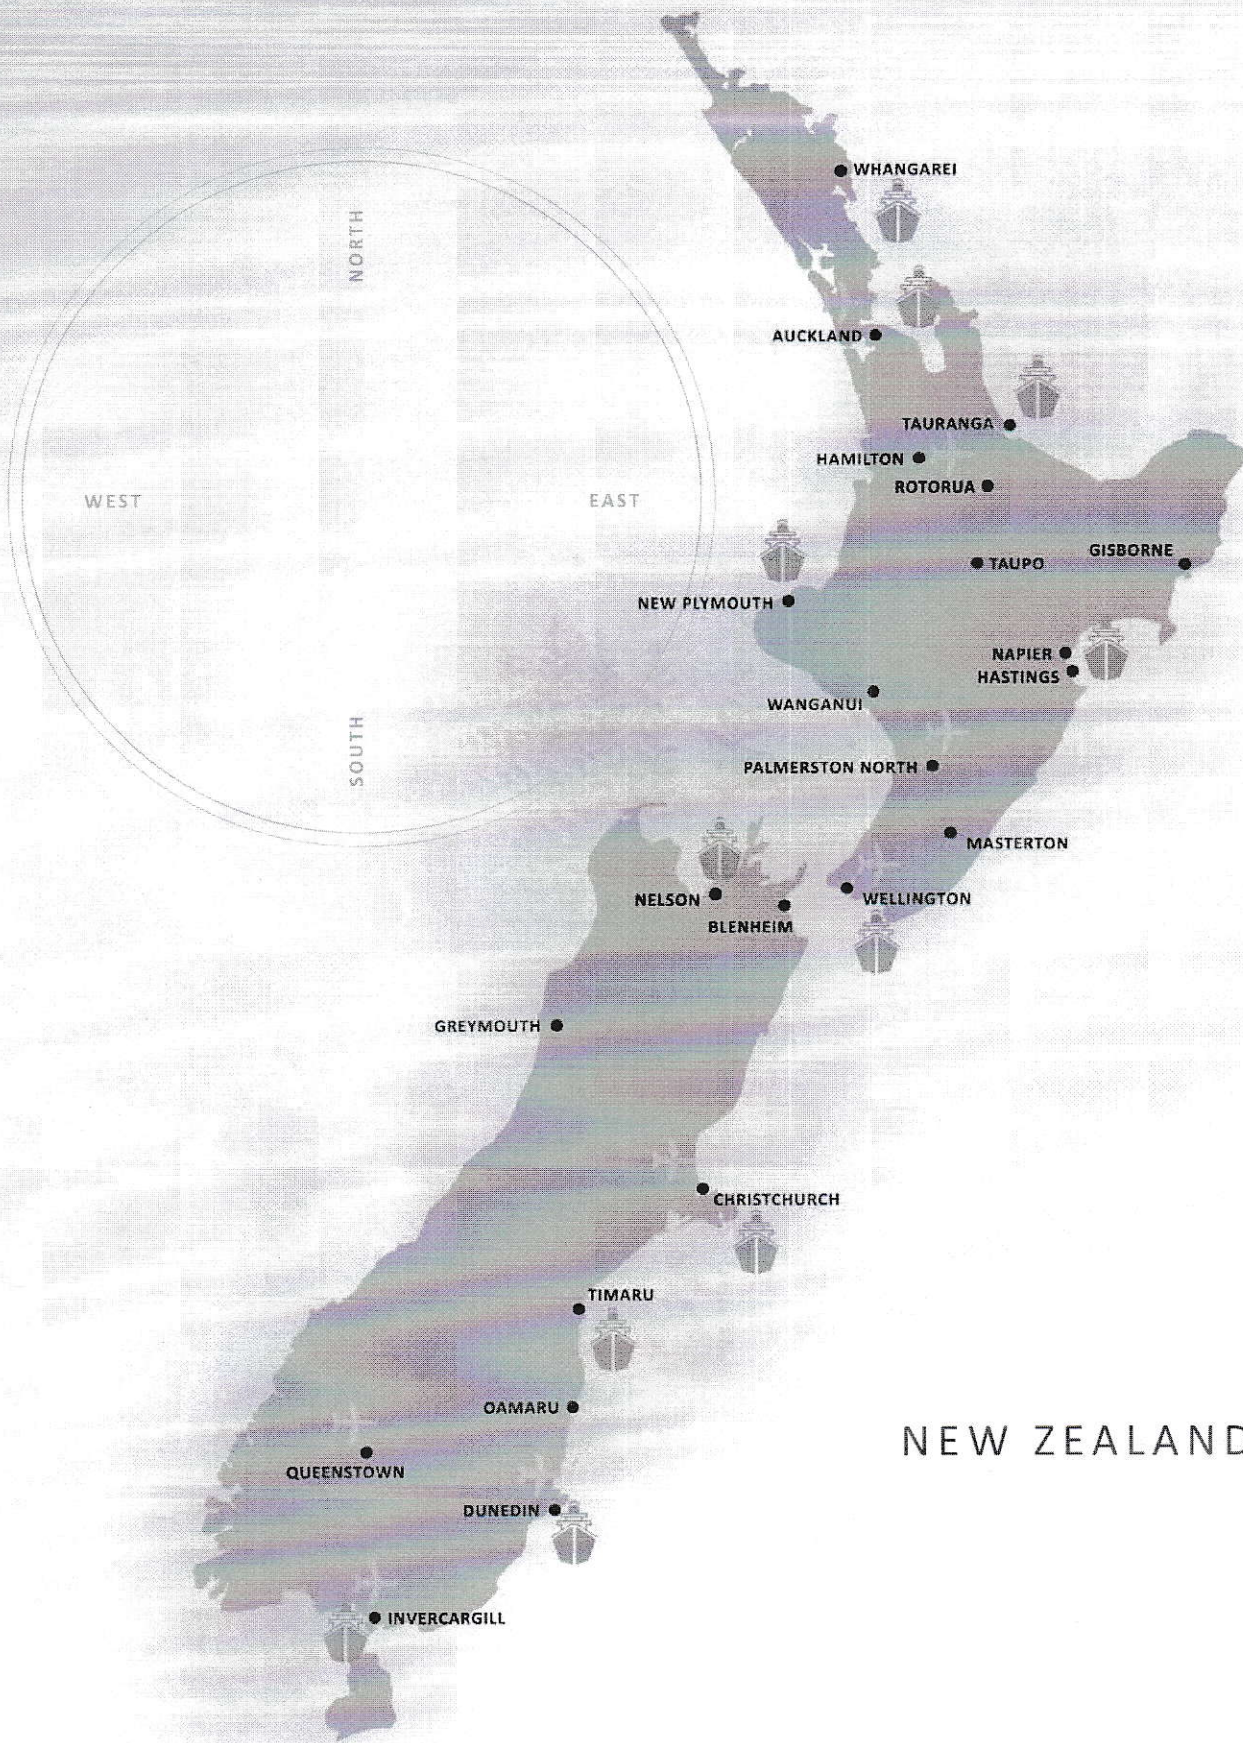 WHANGAREI
NORTH
AUCKLAND
TAURANGA
HAMILTON
ROTORUA
WEST
EAST
GISBORNE
TAUPO
NEW PLYMOUTH
NAPIER
HASTINGS
WANGANUI
SOUTH
PALMERSTON NORTH
MASTERTON
NELSON
WELLINGTON
BLENHEIM
GREYMOUTH
CHRISTCHURCH
TIMARU
OAMARU
NEW ZEALAND
QUEENSTOWN
DUNEDIN
INVERCARGILL